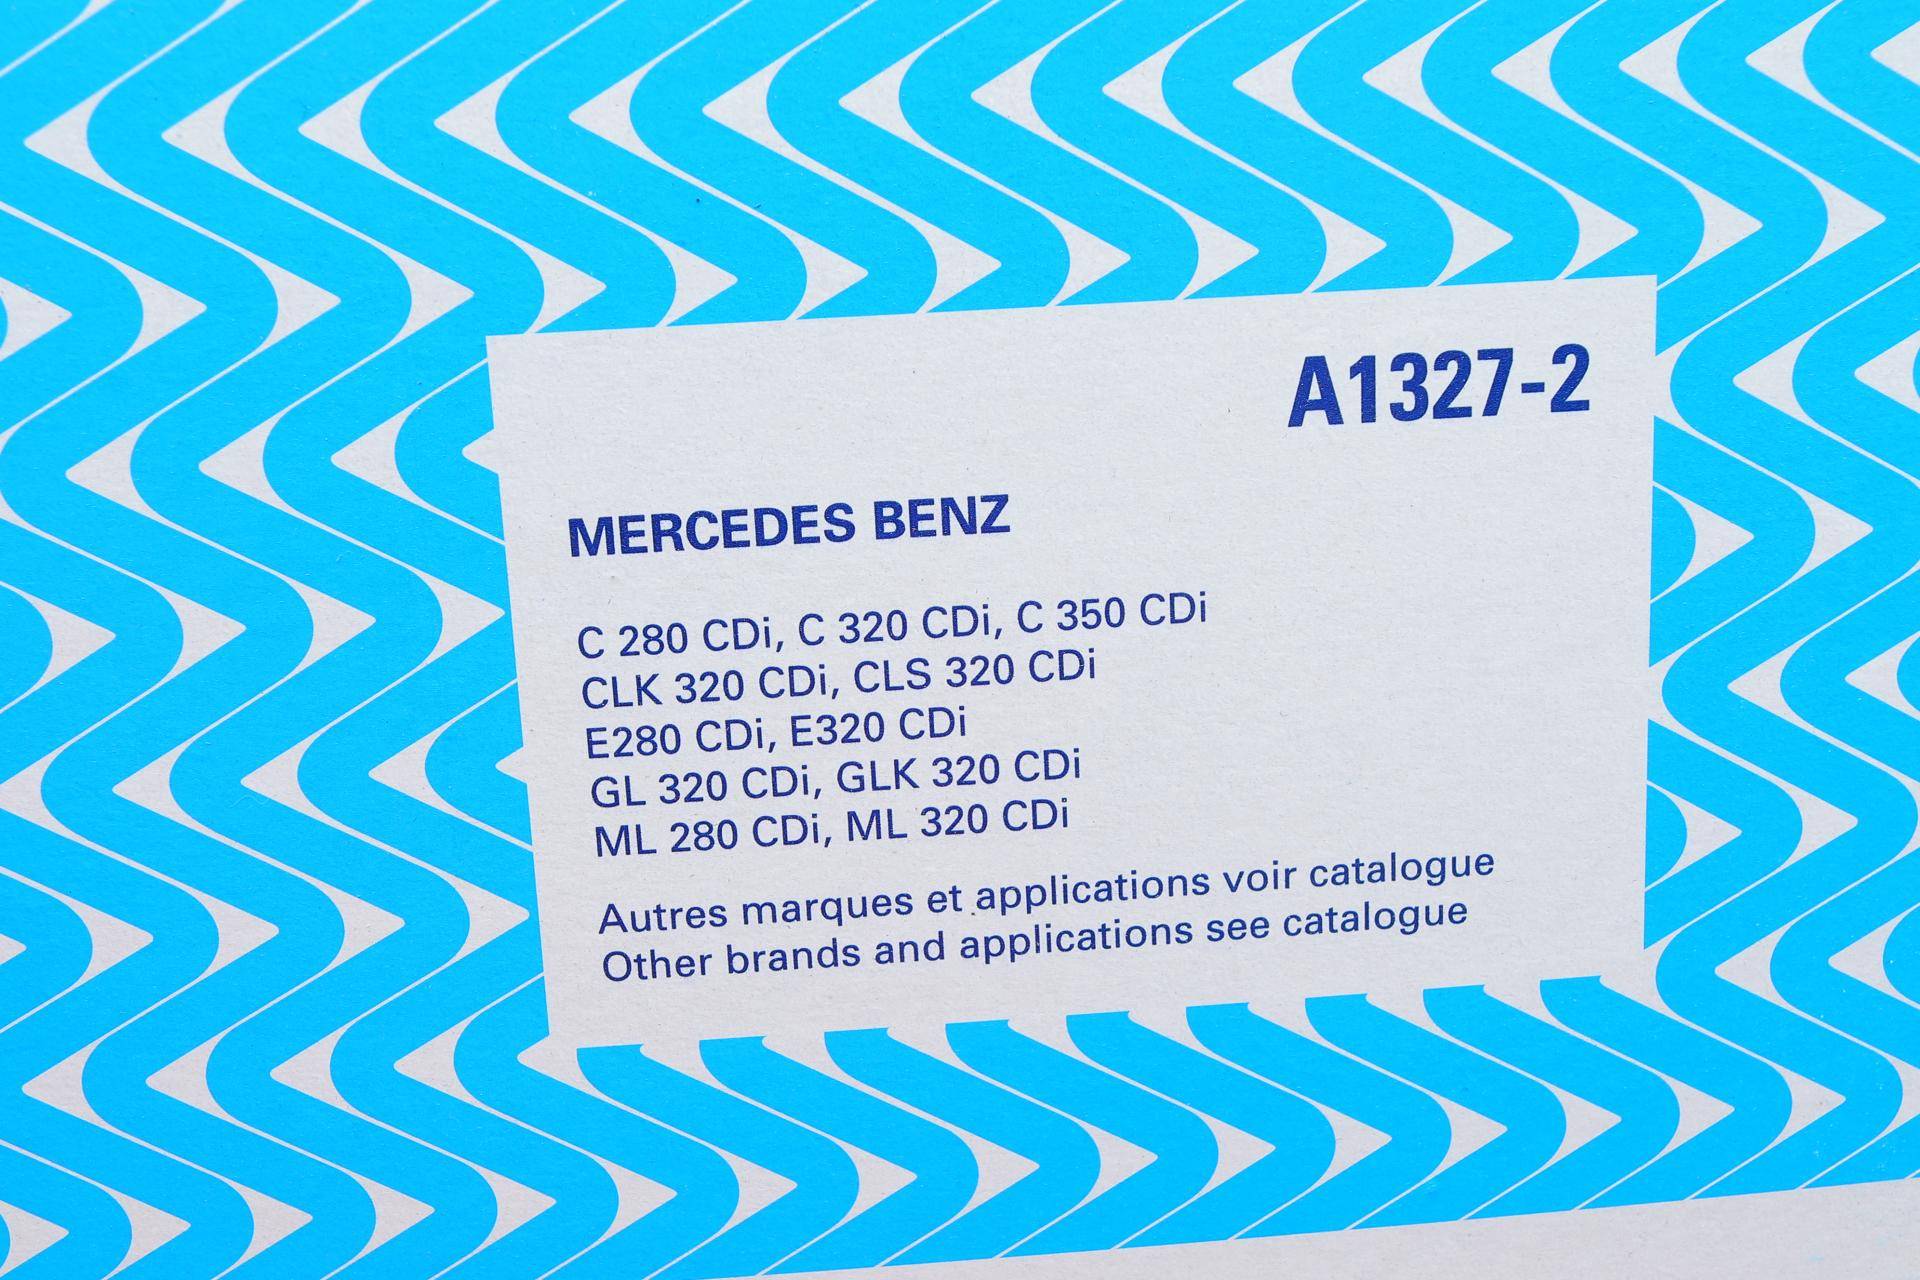 A1327-2
MERCEDES BENZ
C 280 CDi, C 320 CDi, C 350 CDi
CLK 320 CDi, CLS 320 CDi
E280 CDi, E320 CDi
GL 320 CDi, GLK 320 CDi
ML 280 CDi, ML 320 CDi
Autres marques et applications voir catalogue
Other brands and applications see catalogue